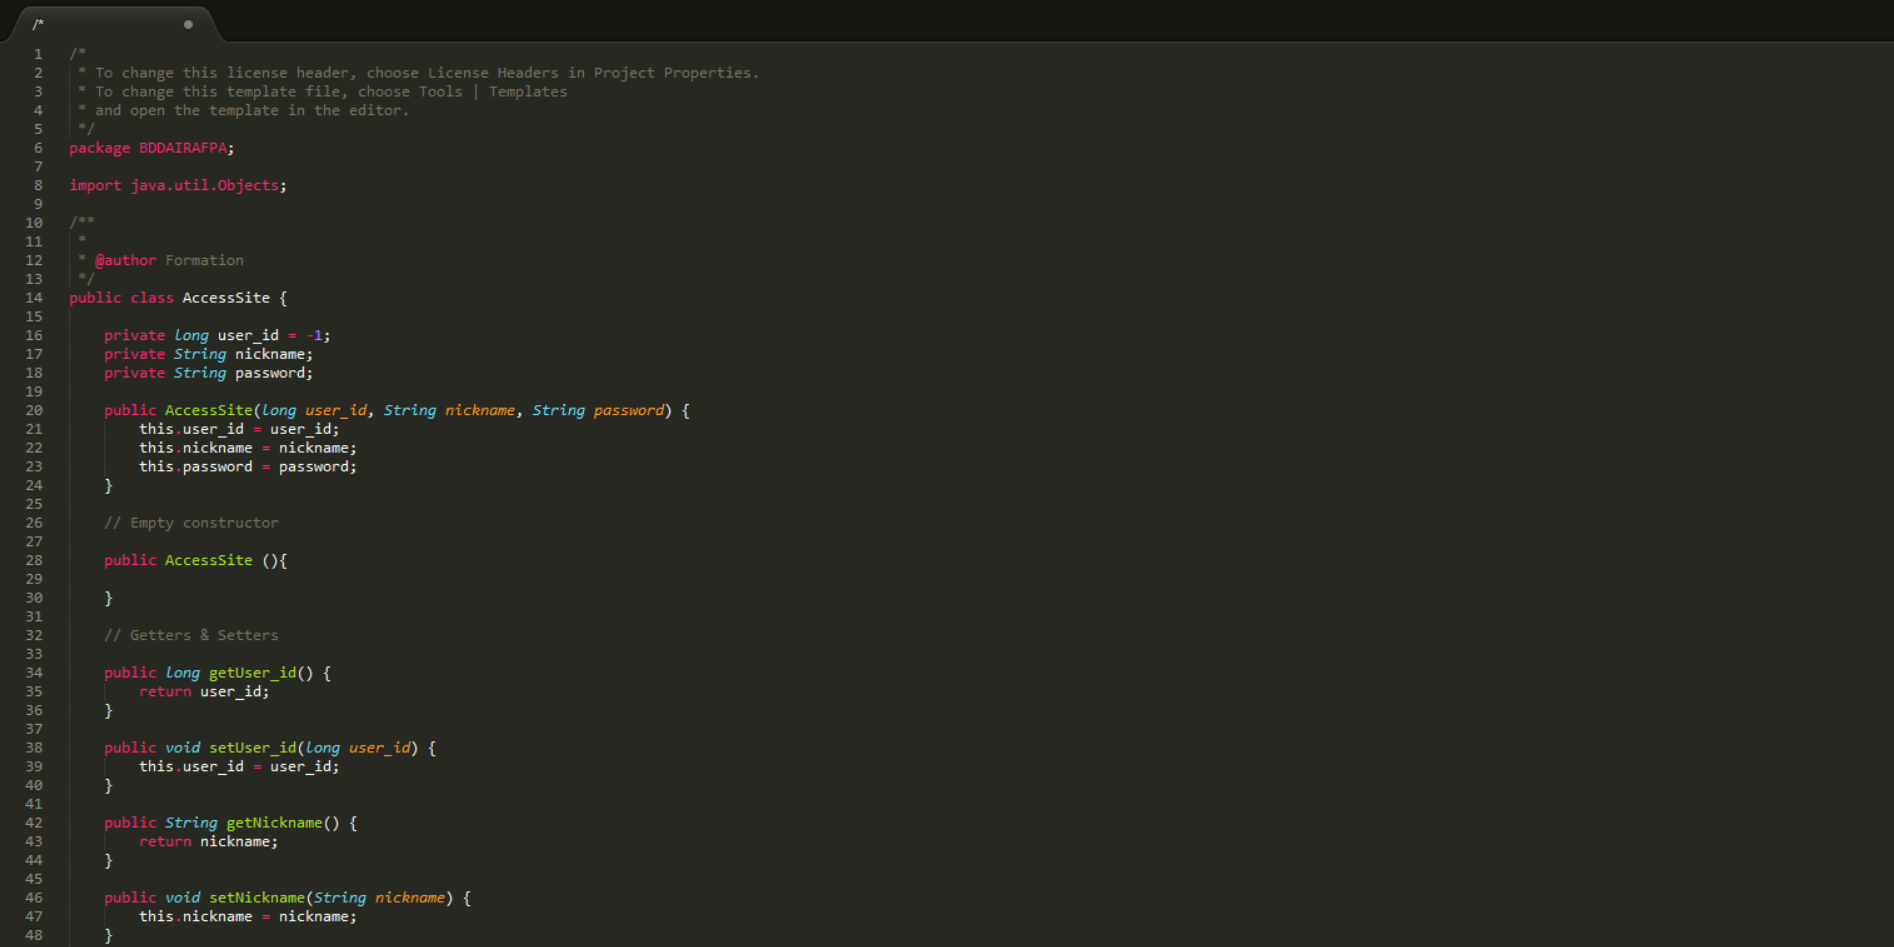 /*
1 /*
2  * To change this license header, choose License Headers in Project Properties.
3  * To change this template file, choose Tools | Templates
4  * and open the template in the editor.
5  */
6 package BDDAIRAFPA;
7
8 import java.util.Objects;
9
10 /**
11  *
12  * @author Formation
13  */
14 public class AccessSite {
15
16     private long user_id = -1;
17     private String nickname;
18     private String password;
19
20     public AccessSite(long user_id, String nickname, String password) {
21         this.user_id = user_id;
22         this.nickname = nickname;
23         this.password = password;
24     }
25
26     // Empty constructor
27
28     public AccessSite (){
29
30     }
31
32     // Getters & Setters
33
34     public long getUser_id() {
35         return user_id;
36     }
37
38     public void setUser_id(long user_id) {
39         this.user_id = user_id;
40     }
41
42     public String getNickname() {
43         return nickname;
44     }
45
46     public void setNickname(String nickname) {
47         this.nickname = nickname;
48     }